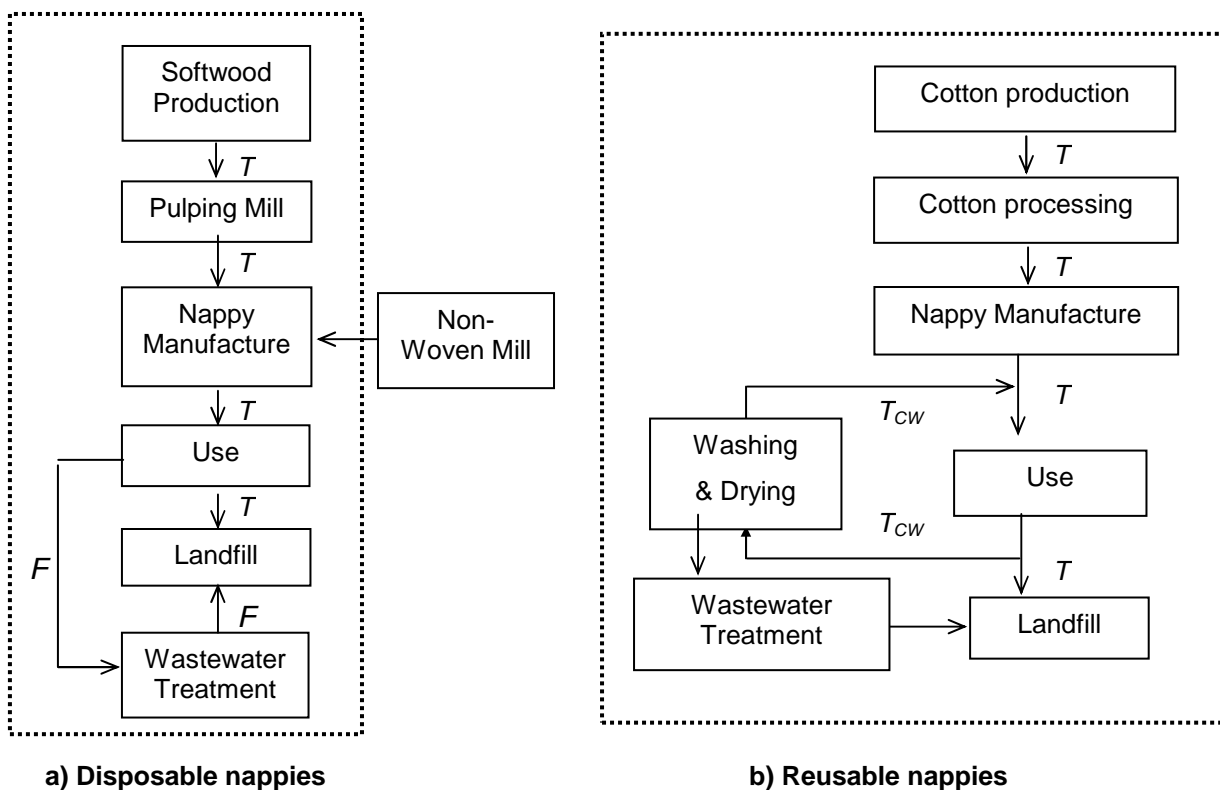 Softwood
Production
T
Pulping Mill
T
Nappy
Manufacture
Non-
Woven Mill
T
Use
T
Landfill
F
F
Wastewater
Treatment
a) Disposable nappies
Cotton production
T
Cotton processing
T
Nappy Manufacture
T
TCW
Washing
& Drying
Use
TCW
T
Wastewater
Treatment
Landfill
b) Reusable nappies